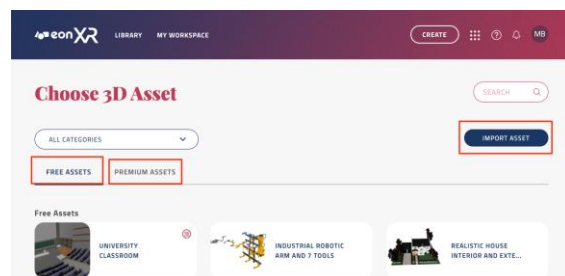 eonXR LIBRARY MY WORKSPACE CREATE MB
Choose 3D Asset
SEARCH
ALL CATEGORIES
IMPORT ASSET
FREE ASSETS PREMIUM ASSETS
Free Assets
UNIVERSITY
CLASSROOM
INDUSTRIAL ROBOTIC
ARM AND 7 TOOLS
REALISTIC HOUSE
INTERIOR AND EXTE...